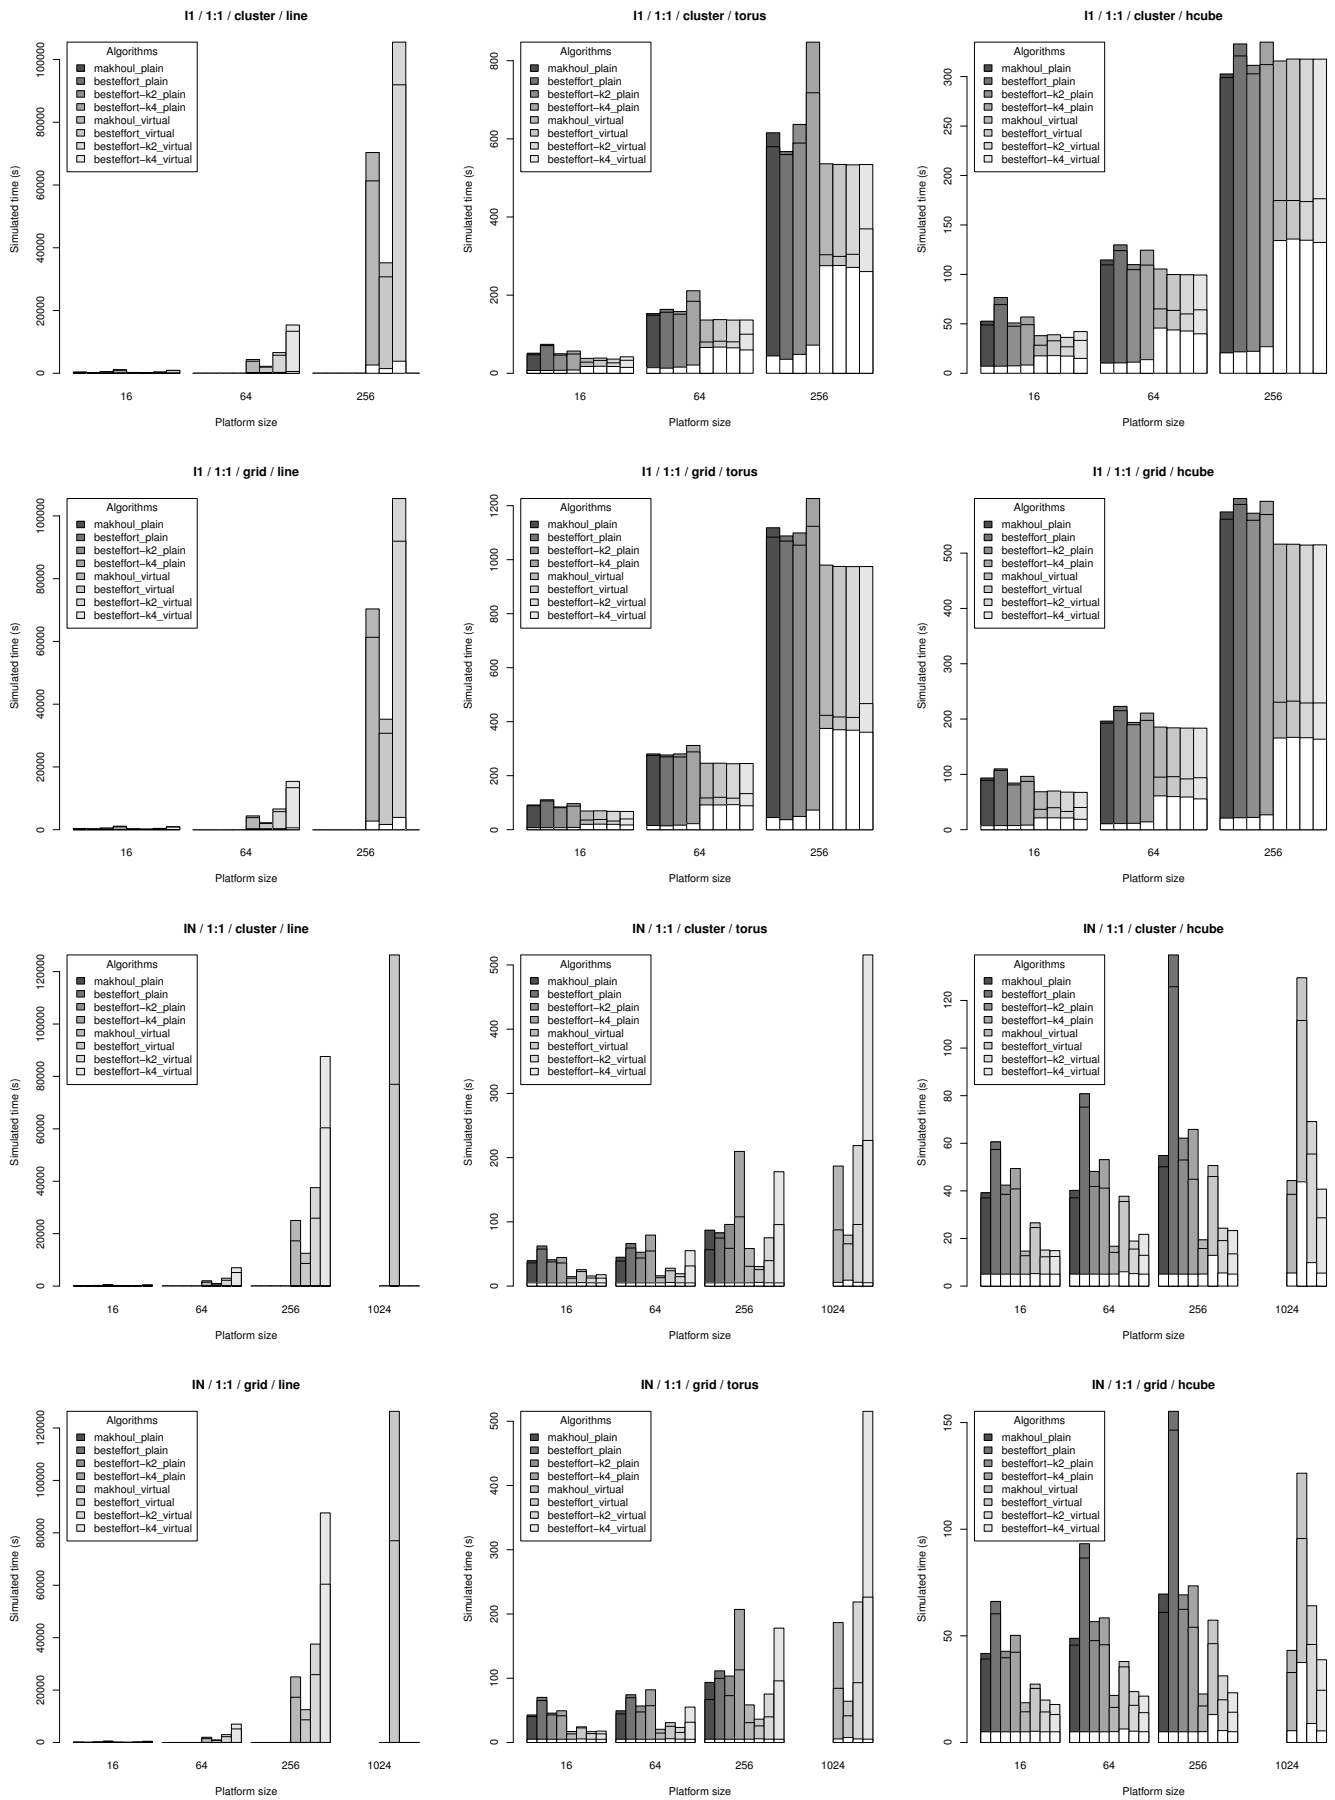 I1 / 1:1 / cluster / line
Simulated time (s)
0
20000
40000
60000
80000
100000
Algorithms
makhoul_plain
besteffort_plain
besteffort−k2_plain
besteffort−k4_plain
makhoul_virtual
besteffort_virtual
besteffort−k2_virtual
besteffort−k4_virtual
16 64 256
Platform size
I1 / 1:1 / cluster / torus
Simulated time (s)
0
200
400
600
800
Algorithms
makhoul_plain
besteffort_plain
besteffort−k2_plain
besteffort−k4_plain
makhoul_virtual
besteffort_virtual
besteffort−k2_virtual
besteffort−k4_virtual
16 64 256
Platform size
I1 / 1:1 / cluster / hcube
Simulated time (s)
0
50
100
150
200
250
300
Algorithms
makhoul_plain
besteffort_plain
besteffort−k2_plain
besteffort−k4_plain
makhoul_virtual
besteffort_virtual
besteffort−k2_virtual
besteffort−k4_virtual
16 64 256
Platform size
I1 / 1:1 / grid / line
Simulated time (s)
0
20000
40000
60000
80000
100000
Algorithms
makhoul_plain
besteffort_plain
besteffort−k2_plain
besteffort−k4_plain
makhoul_virtual
besteffort_virtual
besteffort−k2_virtual
besteffort−k4_virtual
16 64 256
Platform size
I1 / 1:1 / grid / torus
Simulated time (s)
0
200
400
600
800
1000
1200
Algorithms
makhoul_plain
besteffort_plain
besteffort−k2_plain
besteffort−k4_plain
makhoul_virtual
besteffort_virtual
besteffort−k2_virtual
besteffort−k4_virtual
16 64 256
Platform size
I1 / 1:1 / grid / hcube
Simulated time (s)
0
100
200
300
400
500
Algorithms
makhoul_plain
besteffort_plain
besteffort−k2_plain
besteffort−k4_plain
makhoul_virtual
besteffort_virtual
besteffort−k2_virtual
besteffort−k4_virtual
16 64 256
Platform size
IN / 1:1 / cluster / line
Simulated time (s)
0
20000
40000
60000
80000
100000
120000
Algorithms
makhoul_plain
besteffort_plain
besteffort−k2_plain
besteffort−k4_plain
makhoul_virtual
besteffort_virtual
besteffort−k2_virtual
besteffort−k4_virtual
16 64 256 1024
Platform size
IN / 1:1 / cluster / torus
Simulated time (s)
0
100
200
300
400
500
Algorithms
makhoul_plain
besteffort_plain
besteffort−k2_plain
besteffort−k4_plain
makhoul_virtual
besteffort_virtual
besteffort−k2_virtual
besteffort−k4_virtual
16 64 256 1024
Platform size
IN / 1:1 / cluster / hcube
Simulated time (s)
0
20
40
60
80
100
120
Algorithms
makhoul_plain
besteffort_plain
besteffort−k2_plain
besteffort−k4_plain
makhoul_virtual
besteffort_virtual
besteffort−k2_virtual
besteffort−k4_virtual
16 64 256 1024
Platform size
IN / 1:1 / grid / line
Simulated time (s)
0
20000
40000
60000
80000
100000
120000
Algorithms
makhoul_plain
besteffort_plain
besteffort−k2_plain
besteffort−k4_plain
makhoul_virtual
besteffort_virtual
besteffort−k2_virtual
besteffort−k4_virtual
16 64 256 1024
Platform size
IN / 1:1 / grid / torus
Simulated time (s)
0
100
200
300
400
500
Algorithms
makhoul_plain
besteffort_plain
besteffort−k2_plain
besteffort−k4_plain
makhoul_virtual
besteffort_virtual
besteffort−k2_virtual
besteffort−k4_virtual
16 64 256 1024
Platform size
IN / 1:1 / grid / hcube
Simulated time (s)
0
50
100
150
Algorithms
makhoul_plain
besteffort_plain
besteffort−k2_plain
besteffort−k4_plain
makhoul_virtual
besteffort_virtual
besteffort−k2_virtual
besteffort−k4_virtual
16 64 256 1024
Platform size